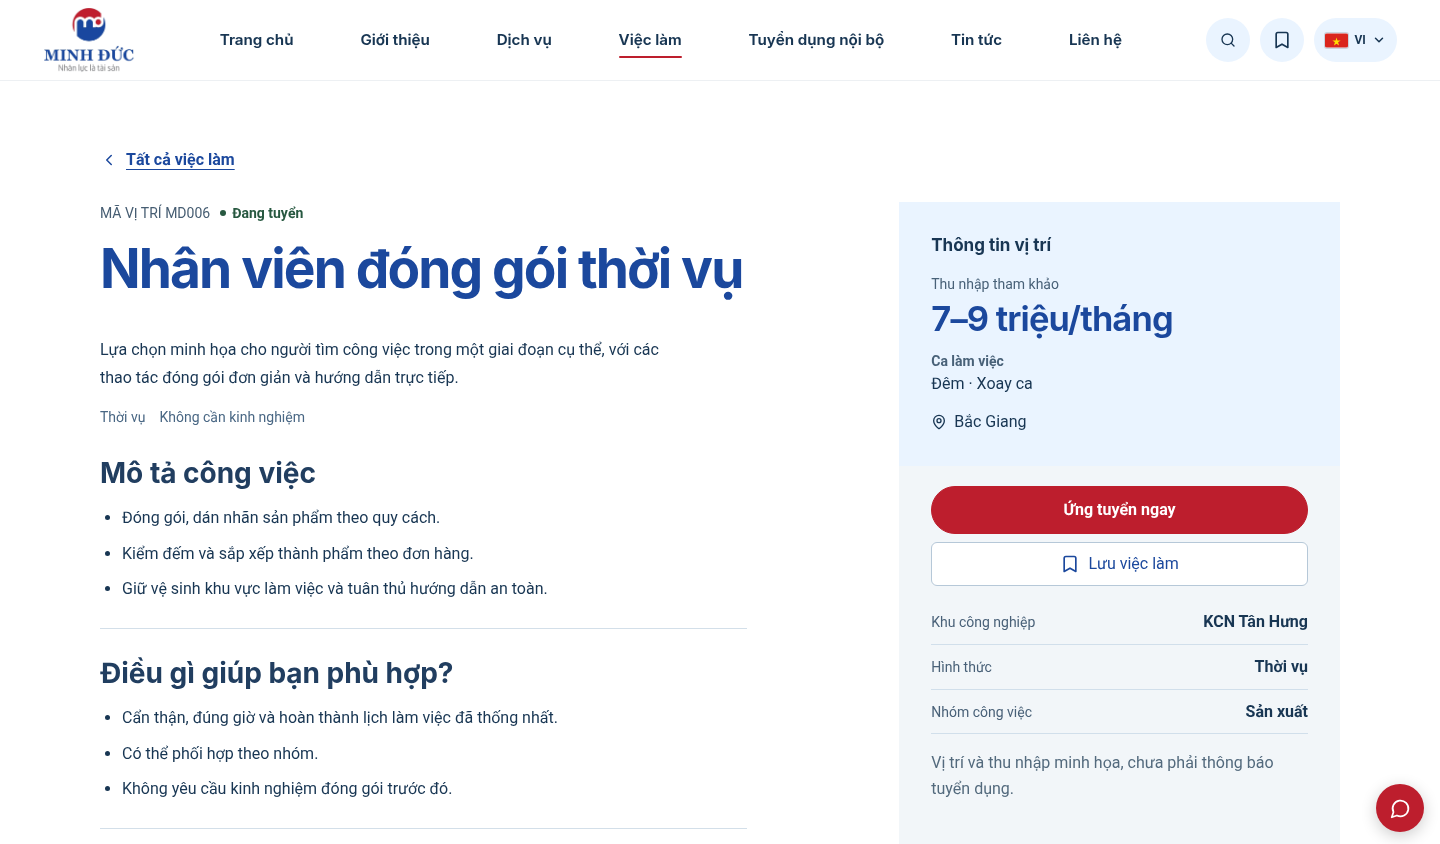 MINH ĐỨC
Nhân lực là tài sản
Trang chủ
Giới thiệu
Dịch vụ
Việc làm
Tuyển dụng nội bộ
Tin tức
Liên hệ
VI
Tất cả việc làm
MÃ VỊ TRÍ MD006
Đang tuyển
Nhân viên đóng gói thời vụ
Lựa chọn minh họa cho người tìm công việc trong một giai đoạn cụ thể, với các
thao tác đóng gói đơn giản và hướng dẫn trực tiếp.
Thời vụ Không cần kinh nghiệm
Mô tả công việc
• Đóng gói, dán nhãn sản phẩm theo quy cách.
• Kiểm đếm và sắp xếp thành phẩm theo đơn hàng.
• Giữ vệ sinh khu vực làm việc và tuân thủ hướng dẫn an toàn.
Điều gì giúp bạn phù hợp?
• Cẩn thận, đúng giờ và hoàn thành lịch làm việc đã thống nhất.
• Có thể phối hợp theo nhóm.
• Không yêu cầu kinh nghiệm đóng gói trước đó.
Thông tin vị trí
Thu nhập tham khảo
7–9 triệu/tháng
Ca làm việc
Đêm · Xoay ca
Bắc Giang
Ứng tuyển ngay
Lưu việc làm
Khu công nghiệp KCN Tân Hưng
Hình thức Thời vụ
Nhóm công việc Sản xuất
Vị trí và thu nhập minh họa, chưa phải thông báo
tuyển dụng.